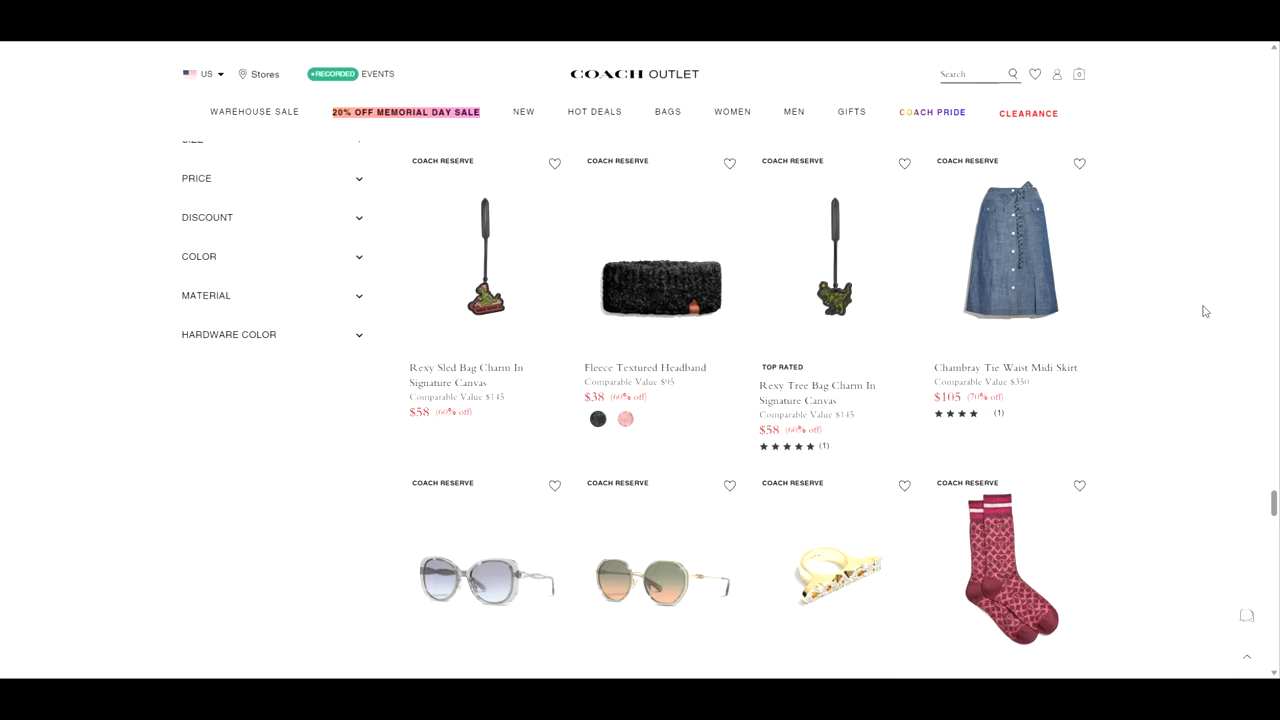 US
Stores
RECORDED EVENTS
COACH OUTLET
Search
0
WAREHOUSE SALE
20% OFF MEMORIAL DAY SALE
NEW
HOT DEALS
BAGS
WOMEN
MEN
GIFTS
COACH PRIDE
CLEARANCE
PRICE
DISCOUNT
COLOR
MATERIAL
HARDWARE COLOR
COACH RESERVE
Rexy Sled Bag Charm In
Signature Canvas
Comparable Value $145
$58 (60% off)
COACH RESERVE
Fleece Textured Headband
Comparable Value $95
$38 (60% off)
COACH RESERVE
TOP RATED
Rexy Tree Bag Charm In
Signature Canvas
Comparable Value $145
$58 (60% off)
(1)
COACH RESERVE
Chambray Tie Waist Midi Skirt
Comparable Value $350
$105 (70% off)
(1)
COACH RESERVE
COACH RESERVE
COACH RESERVE
COACH RESERVE